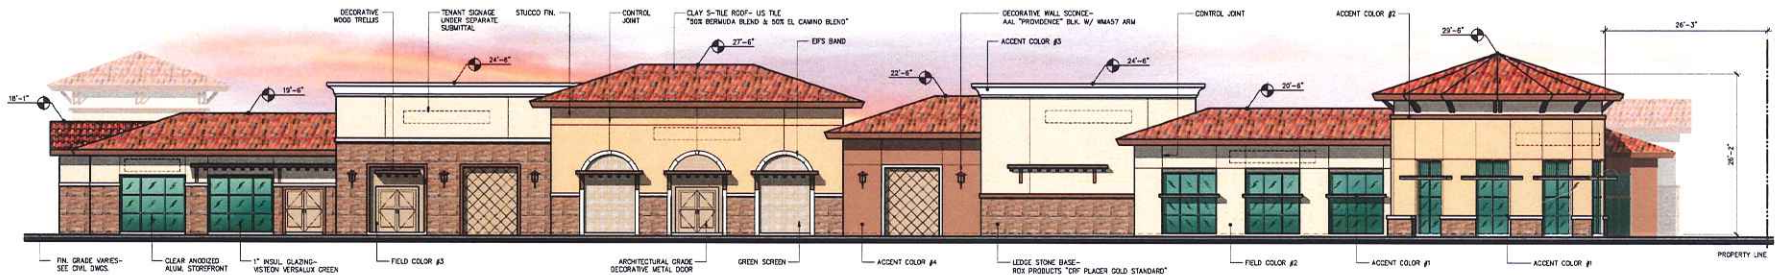 DECORATIVE
WOOD TRELLIS
TENANT SIGNAGE
UNDER SEPARATE
SUBMITTAL
STUCCO FIN.
CONTROL
JOINT
CLAY S-TILE ROOF- US TILE
"50% BERMUDA BLEND & 50% EL CAMINO BLEND"
27'-6"
EIFS BAND
DECORATIVE WALL SCONCE-
AAL "PROVIDENCE" BLK. W/ WMA57 ARM
ACCENT COLOR #3
CONTROL JOINT
ACCENT COLOR #2
29'-6"
26'-3"
18'-1"
19'-6"
24'-6"
22'-6"
24'-6"
20'-6"
26'-2"
FIN. GRADE VARIES-
SEE CIVIL DWGS.
CLEAR ANODIZED
ALUM. STOREFRONT
1" INSUL. GLAZING-
VISTEON VERSALUX GREEN
FIELD COLOR #3
ARCHITECTURAL GRADE
DECORATIVE METAL DOOR
GREEN SCREEN
ACCENT COLOR #4
LEDGE STONE BASE-
ROX PRODUCTS "CRF PLACER GOLD STANDARD"
FIELD COLOR #2
ACCENT COLOR #1
ACCENT COLOR #1
PROPERTY LINE